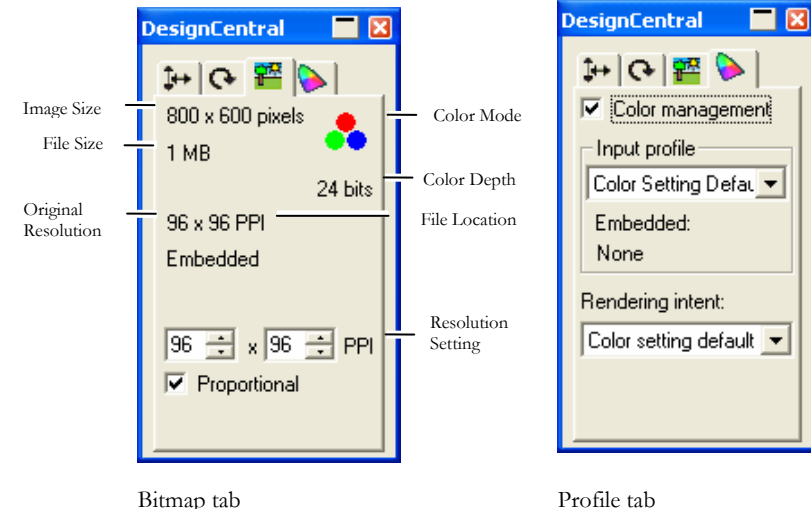 DesignCentral
Image Size
800 x 600 pixels
Color Mode
File Size
1 MB
Color Depth
24 bits
Original
Resolution
96 x 96 PPI
File Location
Embedded
Resolution
Setting
96 x 96 PPI
Proportional
Bitmap tab
DesignCentral
Color management
Input profile
Color Setting Defau
Embedded:
None
Rendering intent:
Color setting default
Profile tab